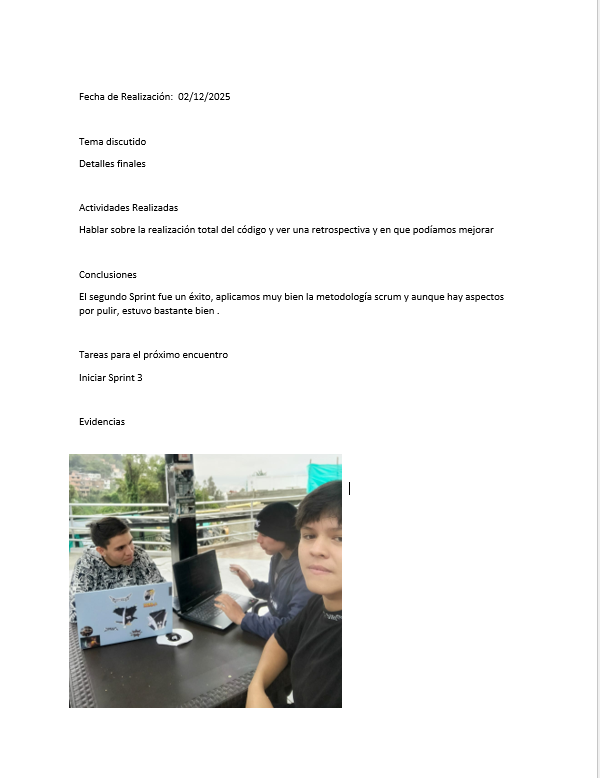 Fecha de Realización:  02/12/2025
Tema discutido
Detalles finales
Actividades Realizadas
Hablar sobre la realización total del código y ver una retrospectiva y en que podíamos mejorar
Conclusiones
El segundo Sprint fue un éxito, aplicamos muy bien la metodología scrum y aunque hay aspectos
por pulir, estuvo bastante bien .
Tareas para el próximo encuentro
Iniciar Sprint 3
Evidencias